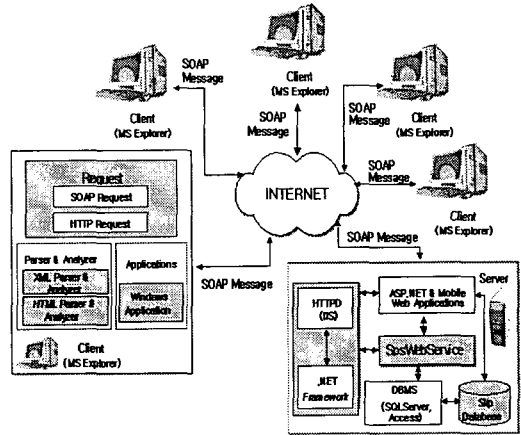 SOAP
Message
Client
(MS Explorer)
Client
(MS Explorer)
SOAP
Message
SOAP
Message
Client
(MS Explorer)
SOAP
Message
Client
(MS Explorer)
INTERNET
Request
SOAP Request
HTTP Request
Parser & Analyzer
XML Parser &
Analyzer
HTML Parser &
Analyzer
Applications
Windows
Application
Client
(MS Explorer)
SOAP Message
SOAP Message
HTTPD
(IIS)
.NET
Framework
ASP.NET & Mobile
Web Applications
Server
SpsWebService
DBMS
(SQLServer,
Access)
Database